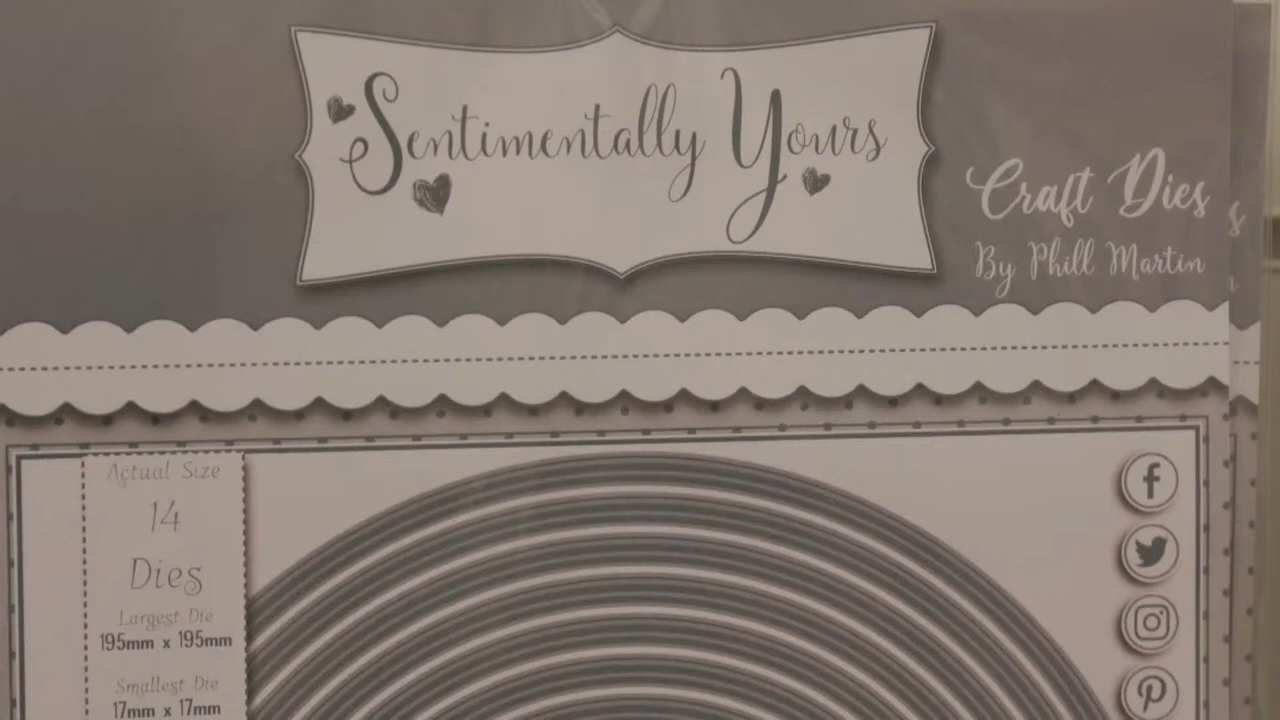 Sentimentally Yours
Craft Dies
By Phill Martin
Actual Size
14
Dies
Largest Die
195mm x 195mm
Smallest Die
17mm x 17mm